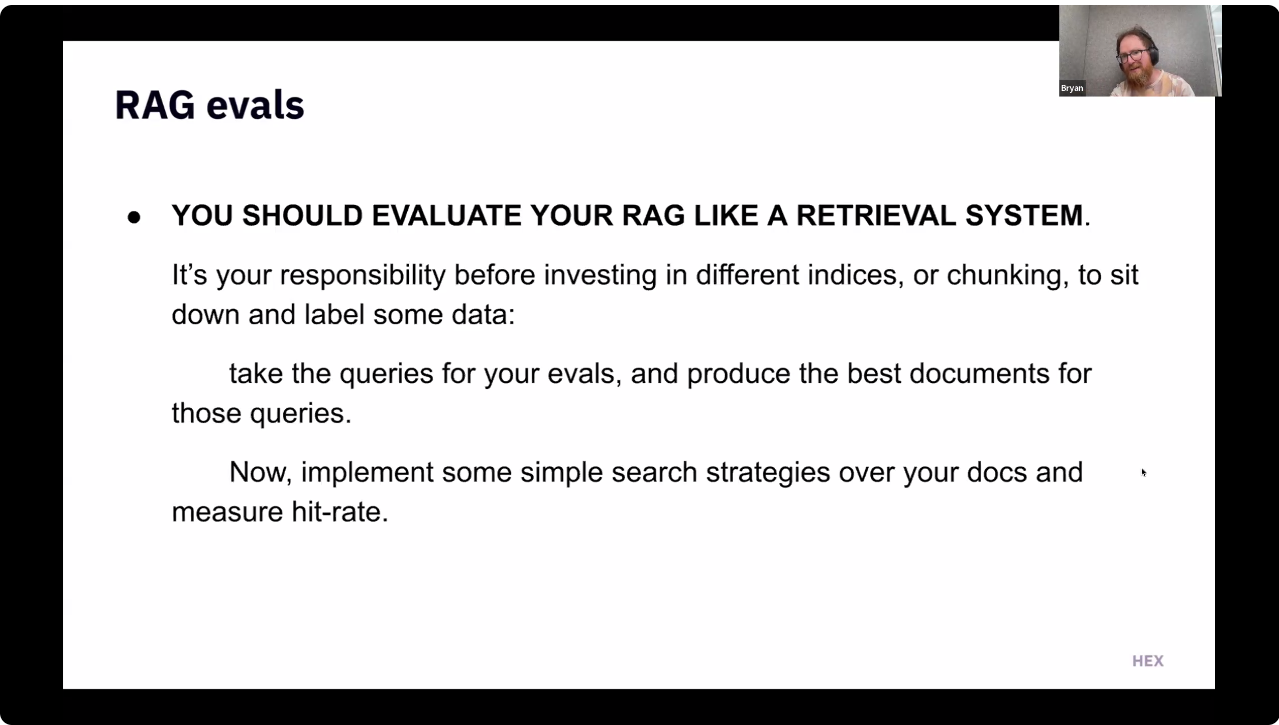 Bryan
RAG evals
● YOU SHOULD EVALUATE YOUR RAG LIKE A RETRIEVAL SYSTEM.
It’s your responsibility before investing in different indices, or chunking, to sit
down and label some data:
take the queries for your evals, and produce the best documents for
those queries.
Now, implement some simple search strategies over your docs and
measure hit-rate.
HEX